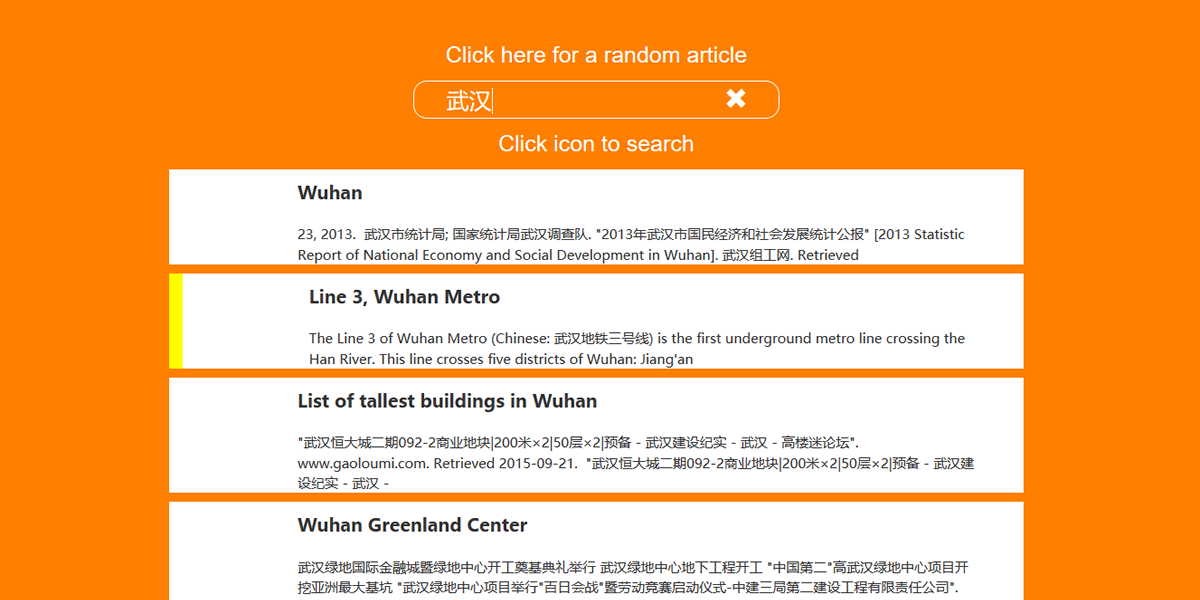 Click here for a random article
武汉
Click icon to search
Wuhan
23, 2013. 武汉市统计局; 国家统计局武汉调查队. "2013年武汉市国民经济和社会发展统计公报" [2013 Statistic
Report of National Economy and Social Development in Wuhan]. 武汉组工网. Retrieved
Line 3, Wuhan Metro
The Line 3 of Wuhan Metro (Chinese: 武汉地铁三号线) is the first underground metro line crossing the
Han River. This line crosses five districts of Wuhan: Jiang'an
List of tallest buildings in Wuhan
"武汉恒大城二期092-2商业地块|200米×2|50层×2|预备 - 武汉建设纪实 - 武汉 - 高楼迷论坛".
www.gaoloumi.com. Retrieved 2015-09-21. "武汉恒大城二期092-2商业地块|200米×2|50层×2|预备 - 武汉建
设纪实 - 武汉 -
Wuhan Greenland Center
武汉绿地国际金融城暨绿地中心开工奠基典礼举行 武汉绿地中心地下工程开工 "中国第二"高武汉绿地中心项目开
挖亚洲最大基坑 "武汉绿地中心项目举行"百日会战"暨劳动竞赛启动仪式-中建三局第二建设工程有限责任公司".